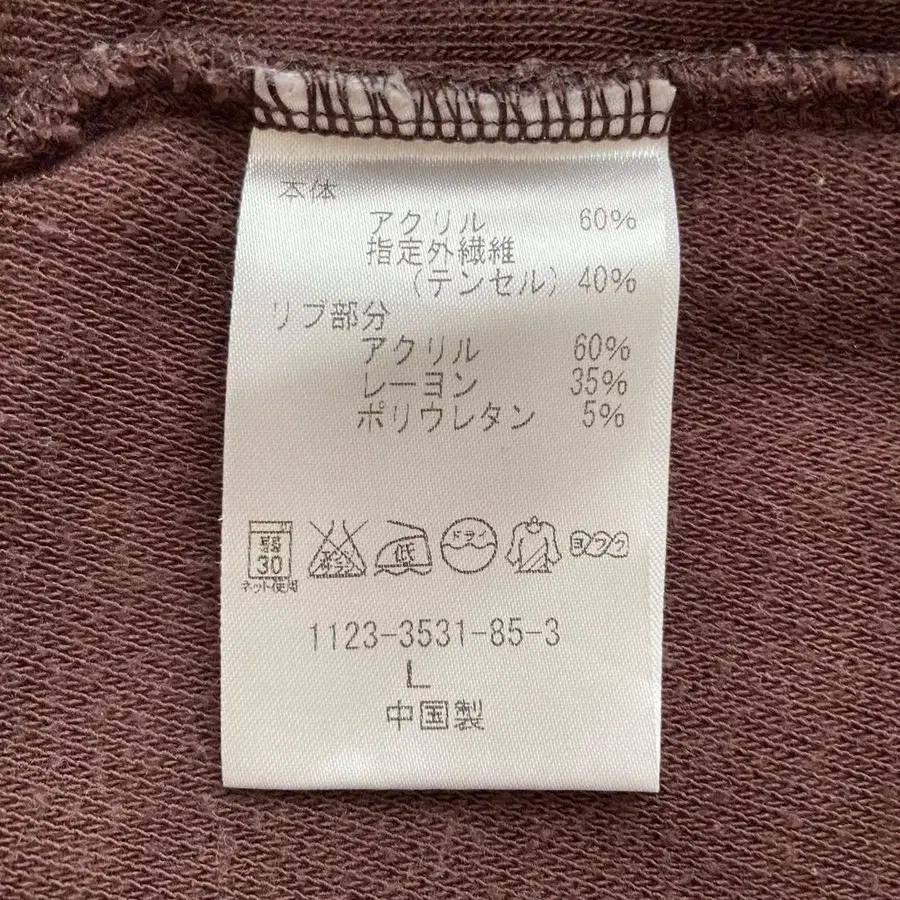 本体
アクリル 60%
指定外繊維
(テンセル) 40%
リブ部分
アクリル 60%
レーヨン 35%
ポリウレタン 5%
30 低 ドライ ヨワク
ネット使用
1123-3531-85-3
L
中国製